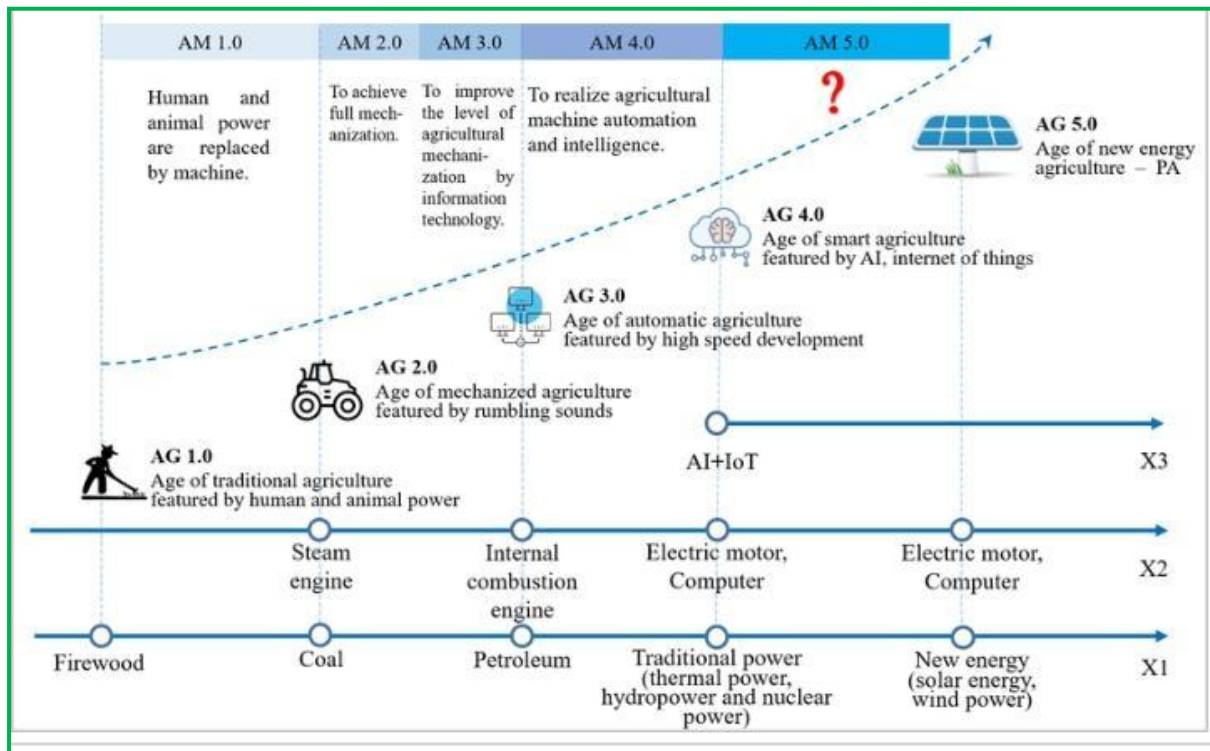 AM 1.0
AM 2.0
AM 3.0
AM 4.0
AM 5.0
Human and
animal power
are replaced
by machine.
To achieve
full mech-
anization.
To improve
the level of
agricultural
mechani-
zation by
information
technology.
To realize agricultural
machine automation
and intelligence.
?
AG 5.0
Age of new energy
agriculture – PA
AG 4.0
Age of smart agriculture
featured by AI, internet of things
AG 3.0
Age of automatic agriculture
featured by high speed development
AG 2.0
Age of mechanized agriculture
featured by rumbling sounds
AG 1.0
Age of traditional agriculture
featured by human and animal power
AI+IoT
X3
Steam
engine
Internal
combustion
engine
Electric motor,
Computer
Electric motor,
Computer
X2
Firewood
Coal
Petroleum
Traditional power
(thermal power,
hydropower and nuclear
power)
New energy
(solar energy,
wind power)
X1